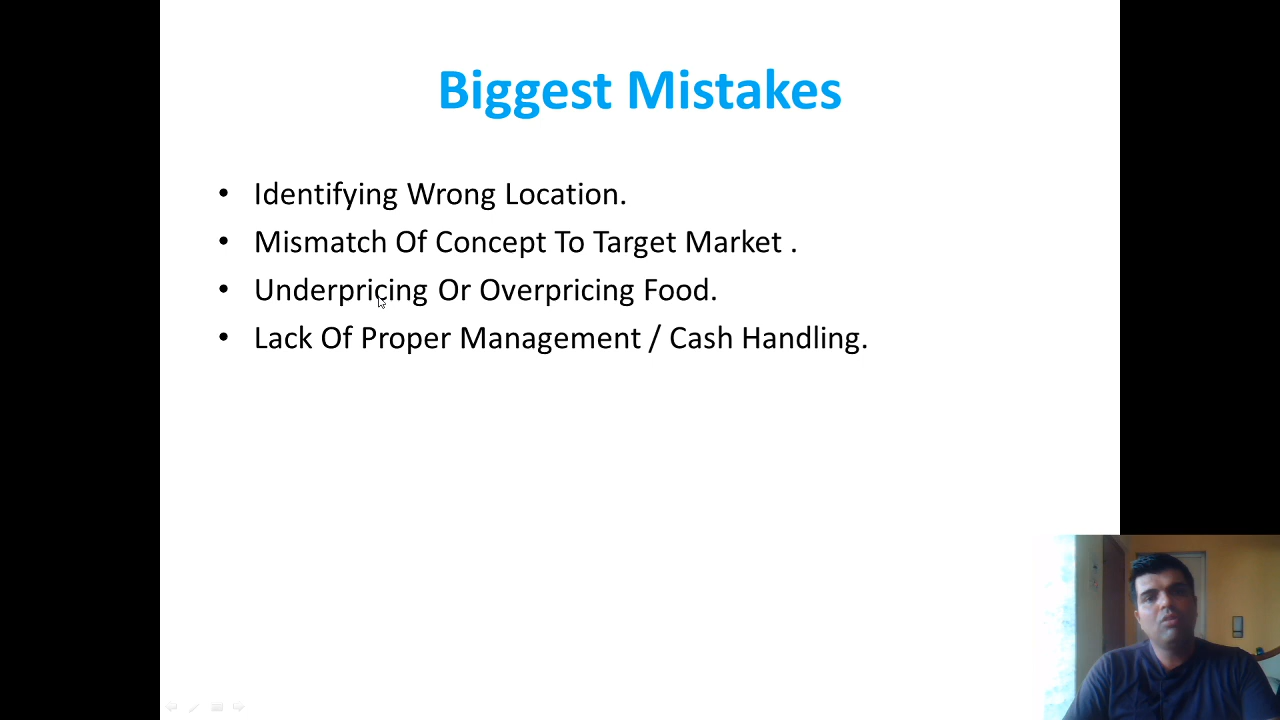 Biggest Mistakes
• Identifying Wrong Location.
• Mismatch Of Concept To Target Market .
• Underpricing Or Overpricing Food.
• Lack Of Proper Management / Cash Handling.